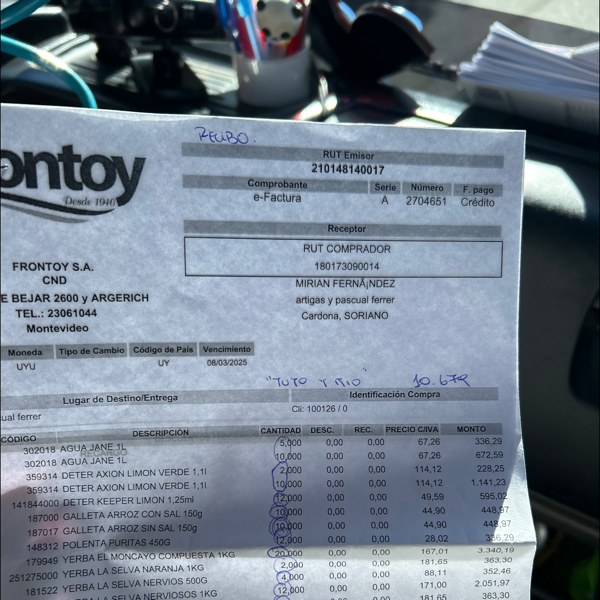 RECIBO.
ontoy
Desde 1946
RUT Emisor
210148140017
Comprobante Serie Número F. pago
e-Factura A 2704651 Crédito
Receptor
RUT COMPRADOR
180173090014
MIRIAN FERNÃ¡NDEZ
artigas y pascual ferrer
Cardona, SORIANO
FRONTOY S.A.
CND
E BEJAR 2600 y ARGERICH
TEL.: 23061044
Montevideo
Moneda Tipo de Cambio Código de País Vencimiento
UYU UY 08/03/2025
"TUYO Y MIO" 10.679
Lugar de Destino/Entrega Identificación Compra
ual ferrer Cli: 100126 / 0
CÓDIGO DESCRIPCIÓN CANTIDAD DESC. REC. PRECIO C/IVA MONTO
302018 AGUA JANE 1L 5,000 0,00 0,00 67,26 336,29
302018 AGUA JANE 1L 10,000 0,00 0,00 67,26 672,59
359314 DETER AXION LIMON VERDE 1,1l 2,000 0,00 0,00 114,12 228,25
359314 DETER AXION LIMON VERDE 1,1l 10,000 0,00 0,00 114,12 1.141,23
141844000 DETER KEEPER LIMON 1,25ml 12,000 0,00 0,00 49,59 595,02
187000 GALLETA ARROZ CON SAL 150g 10,000 0,00 0,00 44,90 448,97
187017 GALLETA ARROZ SIN SAL 150g 10,000 0,00 0,00 44,90 448,97
148312 POLENTA PURITAS 450G 12,000 0,00 0,00 28,02 336,29
179949 YERBA EL MONCAYO COMPUESTA 1KG 20,000 0,00 0,00 167,01 3.340,19
251275000 YERBA LA SELVA NARANJA 1KG 2,000 0,00 0,00 181,65 363,30
181522 YERBA LA SELVA NERVIOS 500G 4,000 0,00 0,00 88,11 352,46
YERBA LA SELVA NERVIOSOS 1KG 12,000 0,00 0,00 171,00 2.051,97
0,00 181,65 363,30